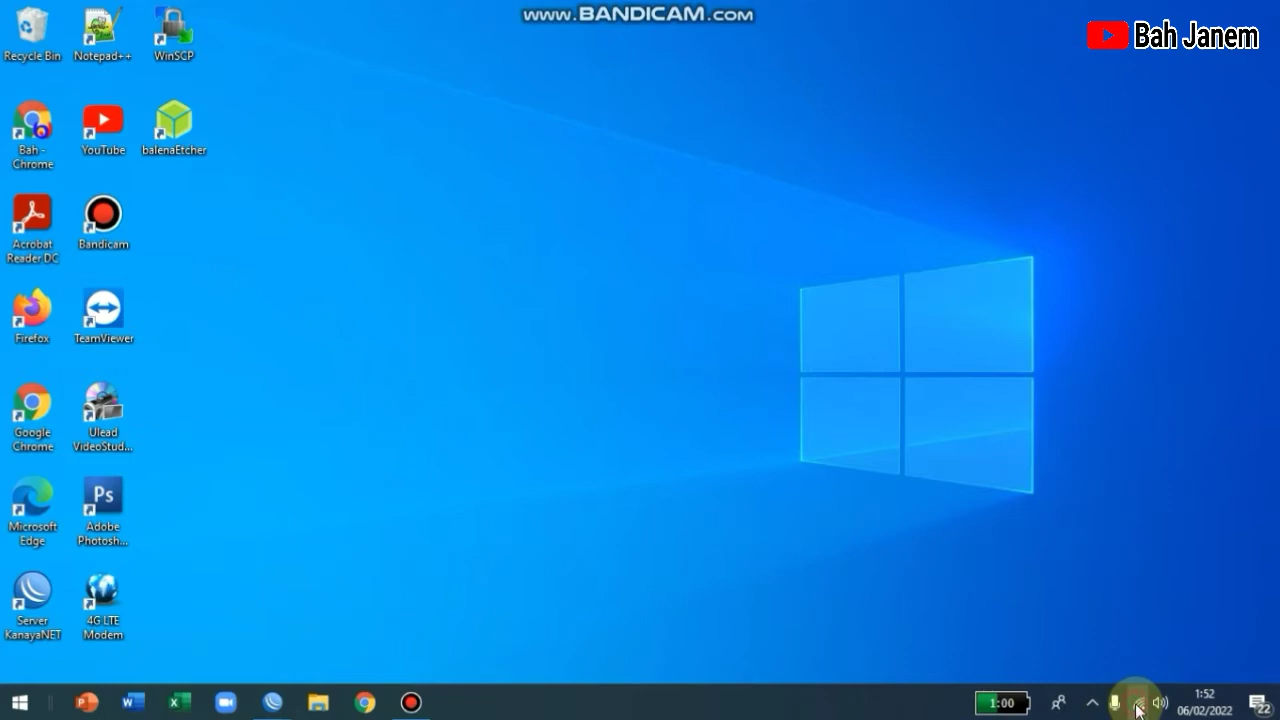 www.BANDICAM.com
Bah Janem
Recycle Bin
Notepad++
WinSCP
Bah -
Chrome
YouTube
balenaEtcher
Acrobat
Reader DC
Bandicam
Firefox
TeamViewer
Google
Chrome
Ulead
VideoStud...
Microsoft
Edge
Ps
Adobe
Photosh...
Server
KanayaNET
4G LTE
Modem
1:00
1:52
06/02/2022
22